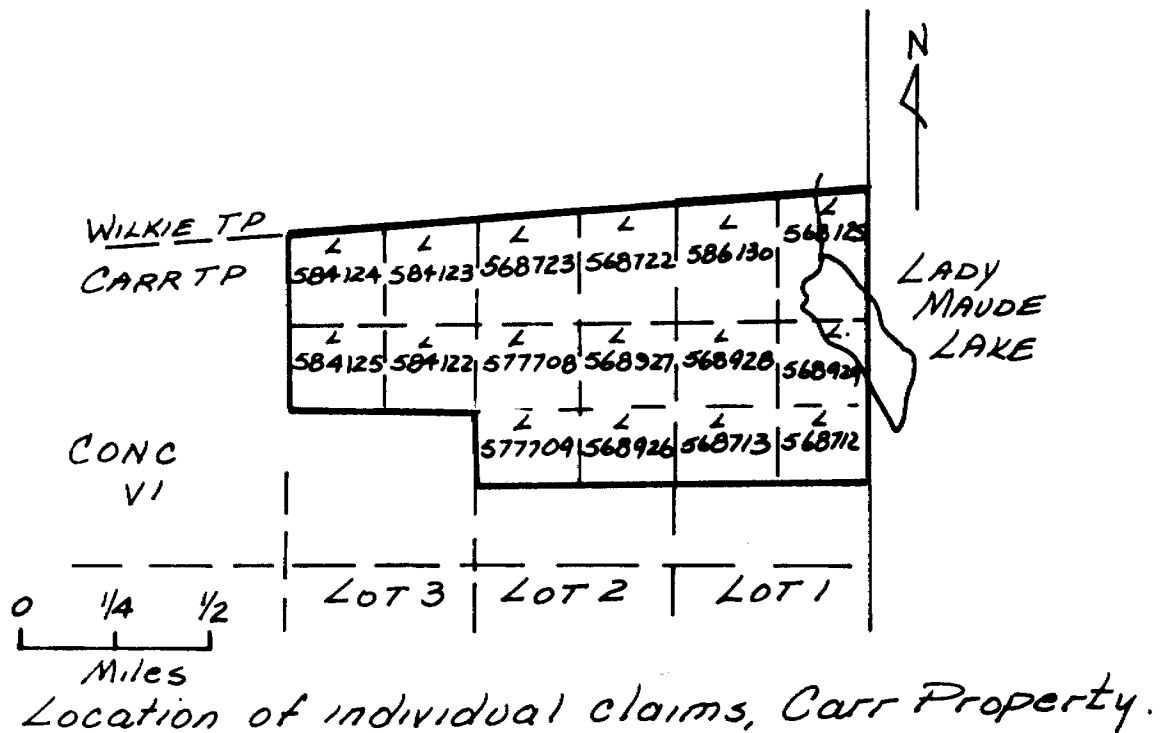 N
WILKIE TP
CARR TP
L L L L L L
584124 584123 568723 568722 586130 568129
LADY
MAUDE
LAKE
L L L L L L
584125 584122 577708 568927 568928 568929
L L L L
577709 568926 568713 568712
CONC
VI
LOT 3 LOT 2 LOT 1
0 1/4 1/2
Miles
Location of individual claims, Carr Property.